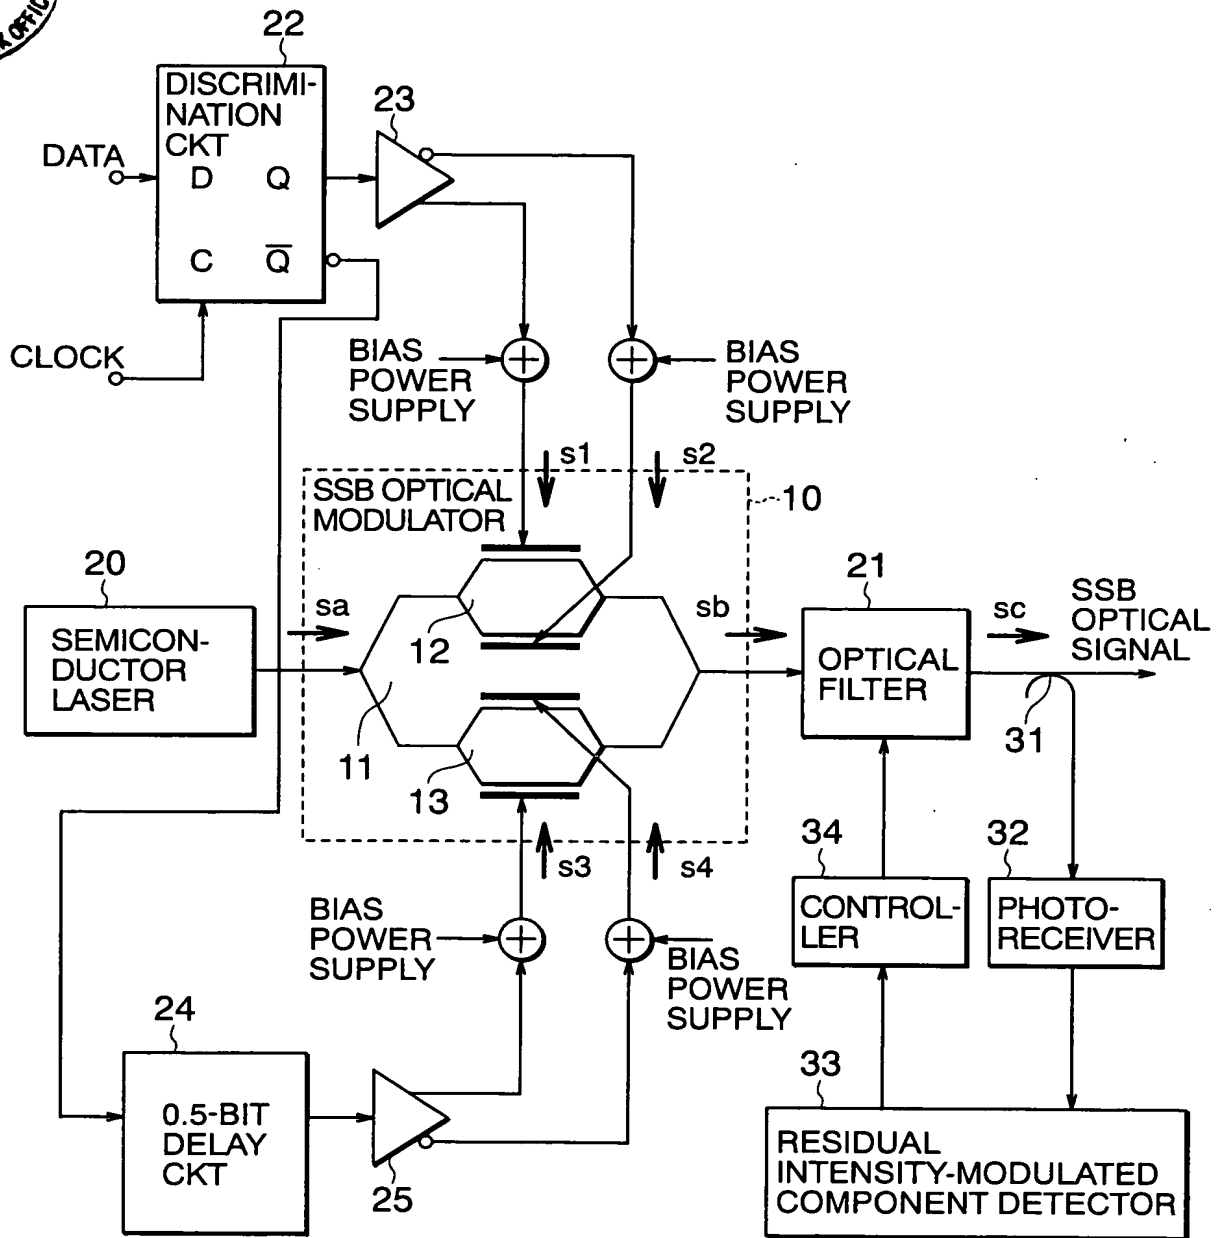 22
DISCRIMI-
NATION
CKT
23
DATA
D Q
C Q̅
CLOCK
BIAS
POWER
SUPPLY
BIAS
POWER
SUPPLY
s1
s2
SSB OPTICAL
MODULATOR
10
20
SEMICON-
DUCTOR
LASER
sa
12
11
13
sb
21
OPTICAL
FILTER
sc
SSB
OPTICAL
SIGNAL
31
s3
s4
34
CONTROL-
LER
32
PHOTO-
RECEIVER
BIAS
POWER
SUPPLY
BIAS
POWER
SUPPLY
24
0.5-BIT
DELAY
CKT
25
33
RESIDUAL
INTENSITY-MODULATED
COMPONENT DETECTOR